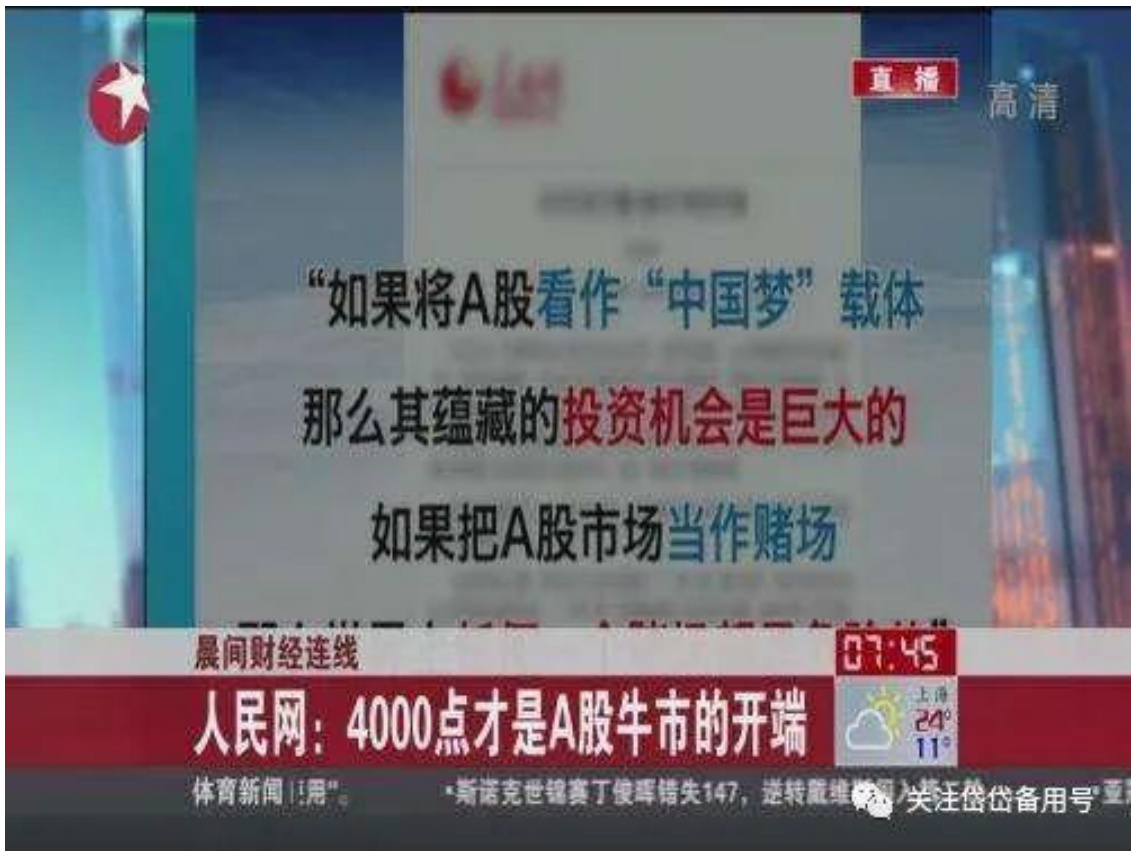 直播
高清
“如果将A股看作“中国梦”载体
那么其蕴藏的投资机会是巨大的
如果把A股市场当作赌场
晨间财经连线
07:45
人民网：4000点才是A股牛市的开端
上海
24°
11°
体育新闻
用”。
•斯诺克世锦赛丁俊晖错失147，逆转戴维
•亚
关注岱岱备用号